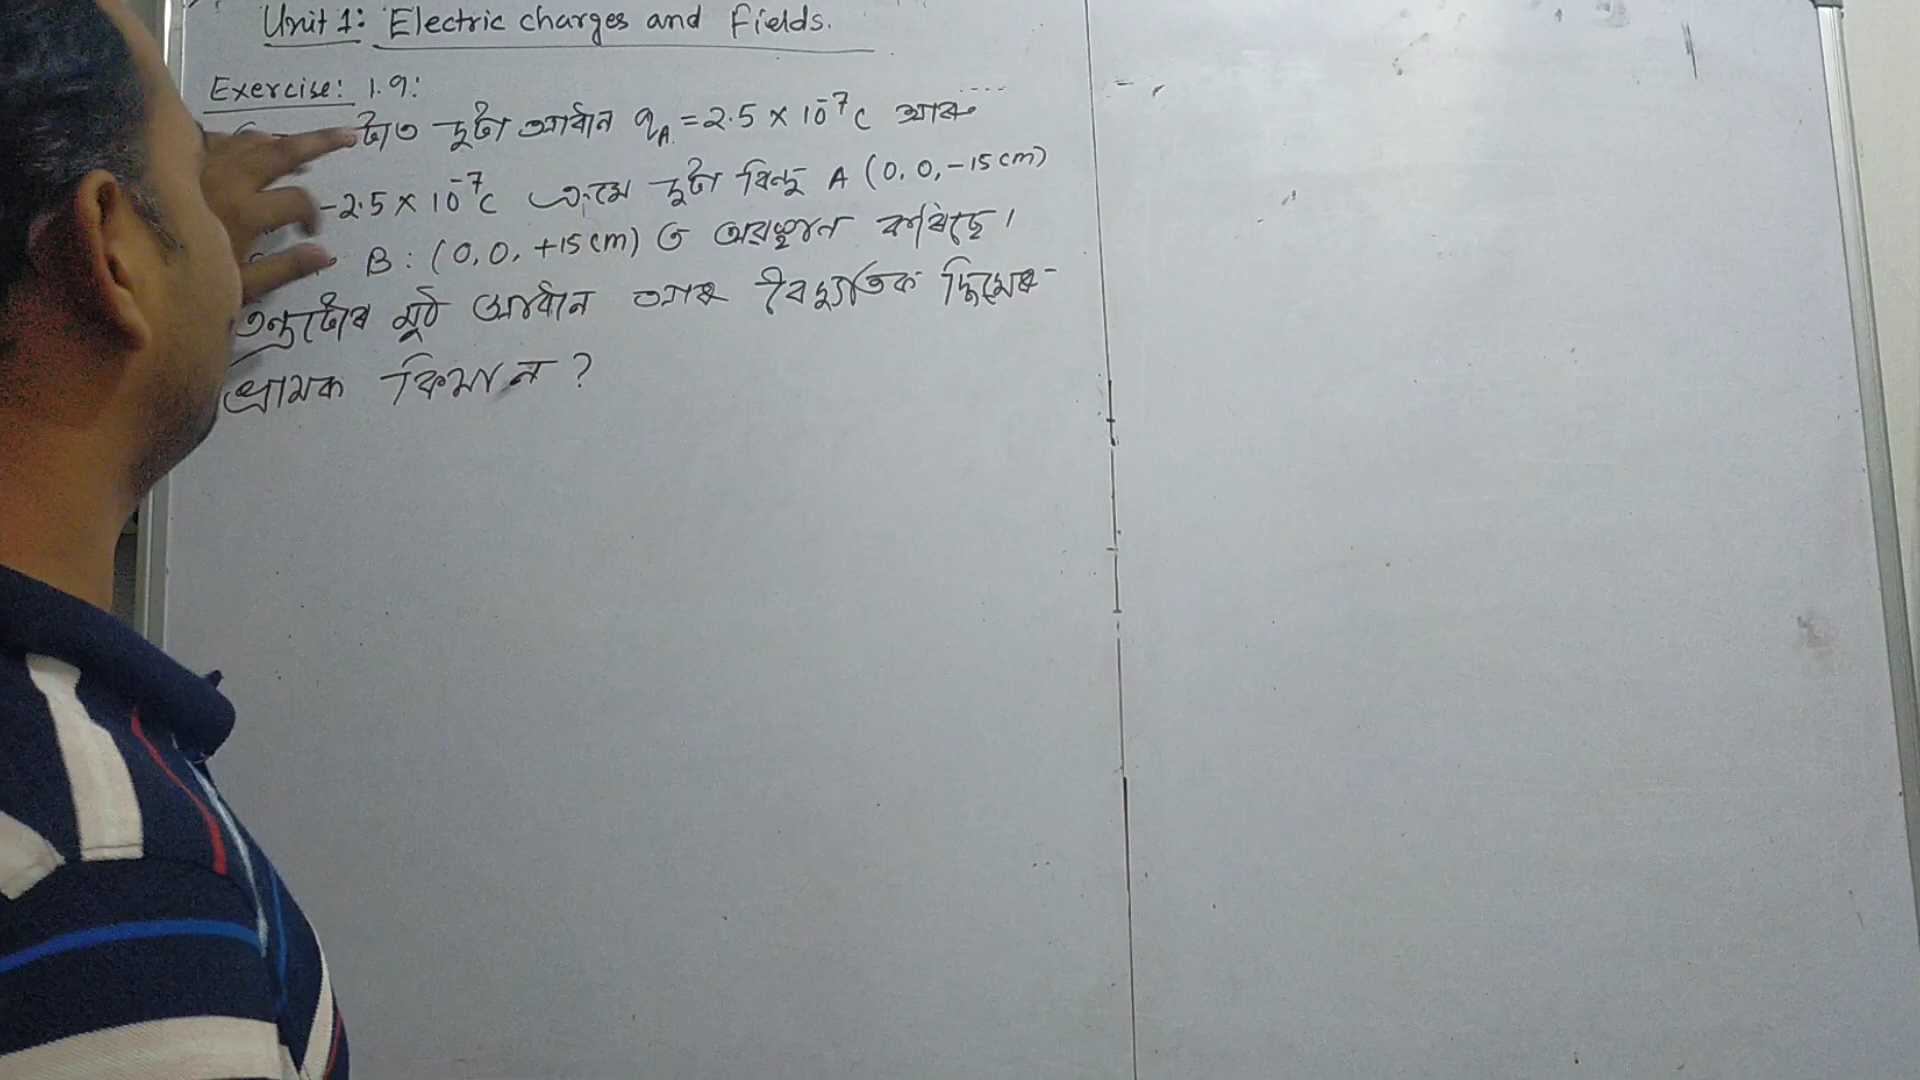 Unit 1: Electric charges and Fields.
Exercise: 1.9:
টাত দুটা আধান q_A = 2.5 × 10^-7 C আৰু
-2.5 × 10^-7 C ক্ৰমে দুটা বিন্দু A (0, 0, -15 cm)
B : (0, 0, +15 cm) ত অৱস্থান কৰিছে।
তন্ত্ৰটোৰ মুঠ আধান আৰু বৈদ্যুতিক দ্বিমেৰু-
ভ্ৰামক কিমান ?